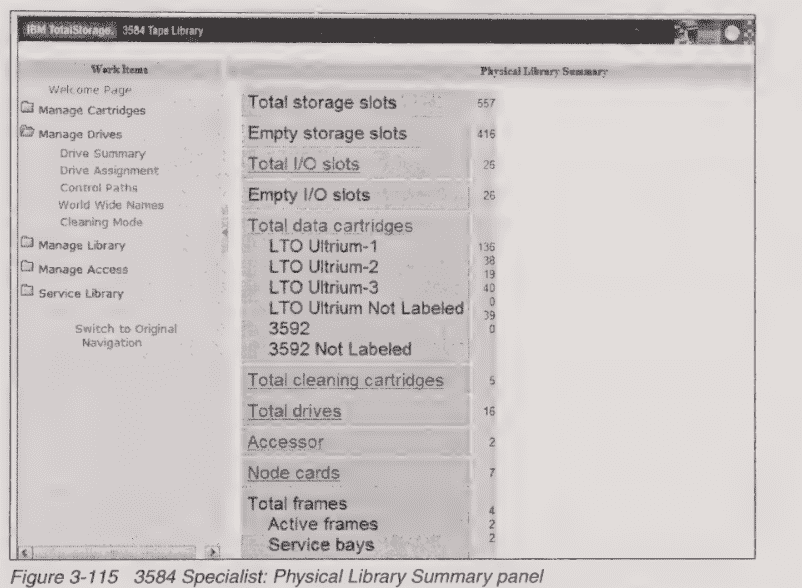 IBM TotalStorage. 3584 Tape Library
Work Items
Welcome Page
Manage Cartridges
Manage Drives
Drive Summary
Drive Assignment
Control Paths
World Wide Names
Cleaning Mode
Manage Library
Manage Access
Service Library
Switch to Original
Navigation
Physical Library Summary
Total storage slots 557
Empty storage slots 416
Total I/O slots 26
Empty I/O slots 26
Total data cartridges
LTO Ultrium-1 136
LTO Ultrium-2 38
LTO Ultrium-3 19
LTO Ultrium Not Labeled 40
3592 0
3592 Not Labeled 39
0
Total cleaning cartridges 5
Total drives 16
Accessor 2
Node cards 7
Total frames 4
Active frames 2
Service bays 2
Figure 3-115 3584 Specialist: Physical Library Summary panel